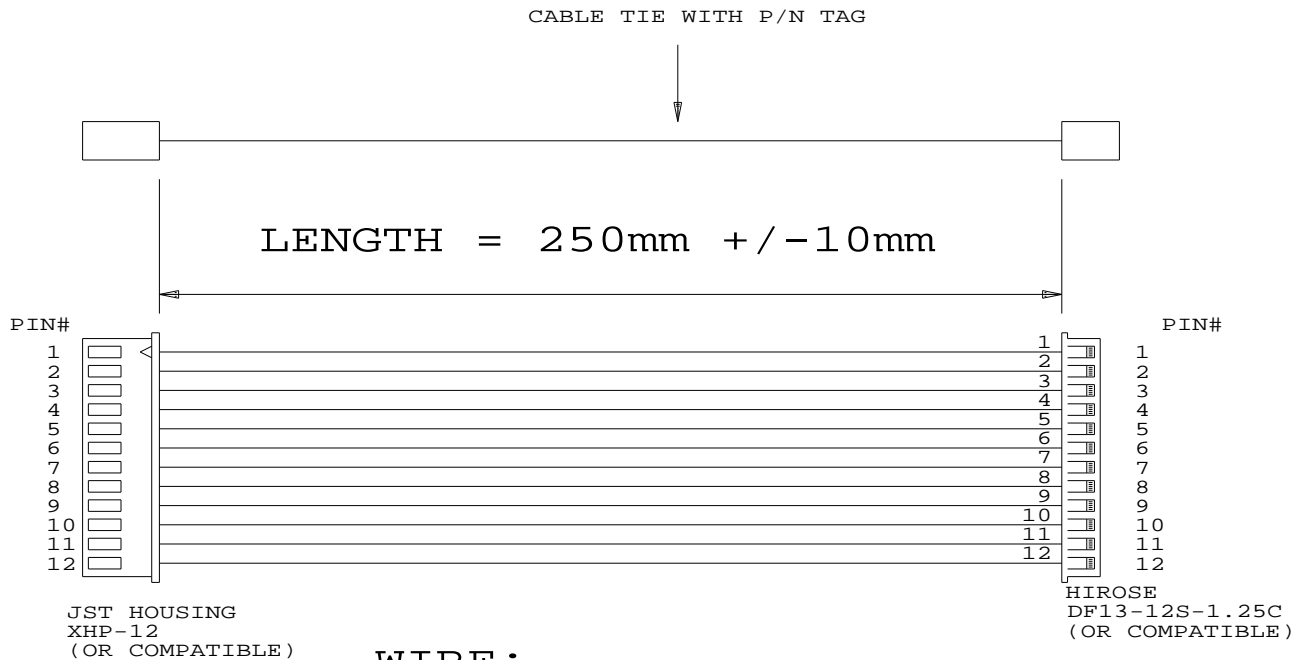 CABLE TIE WITH P/N TAG
LENGTH = 250mm +/-10mm
PIN#
PIN#
1 1 1
2 2 2
3 3 3
4 4 4
5 5 5
6 6 6
7 7 7
8 8 8
9 9 9
10 10 10
11 11 11
12 12 12
JST HOUSING
XHP-12
(OR COMPATIBLE)
HIROSE
DF13-12S-1.25C
(OR COMPATIBLE)
WIRE: